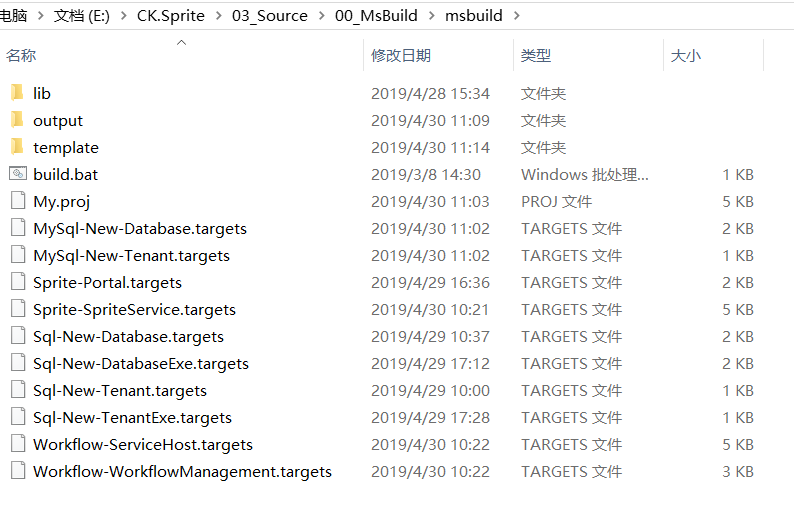 电脑 > 文档 (E:) > CK.Sprite > 03_Source > 00_MsBuild > msbuild >
名称 修改日期 类型 大小
lib 2019/4/28 15:34 文件夹
output 2019/4/30 11:09 文件夹
template 2019/4/30 11:14 文件夹
build.bat 2019/3/8 14:30 Windows 批处理... 1 KB
My.proj 2019/4/30 11:03 PROJ 文件 5 KB
MySql-New-Database.targets 2019/4/30 11:02 TARGETS 文件 2 KB
MySql-New-Tenant.targets 2019/4/30 11:02 TARGETS 文件 1 KB
Sprite-Portal.targets 2019/4/29 16:36 TARGETS 文件 2 KB
Sprite-SpriteService.targets 2019/4/30 10:21 TARGETS 文件 5 KB
Sql-New-Database.targets 2019/4/29 10:37 TARGETS 文件 2 KB
Sql-New-DatabaseExe.targets 2019/4/29 17:12 TARGETS 文件 2 KB
Sql-New-Tenant.targets 2019/4/29 10:00 TARGETS 文件 1 KB
Sql-New-TenantExe.targets 2019/4/29 17:28 TARGETS 文件 1 KB
Workflow-ServiceHost.targets 2019/4/30 10:22 TARGETS 文件 5 KB
Workflow-WorkflowManagement.targets 2019/4/30 10:22 TARGETS 文件 3 KB